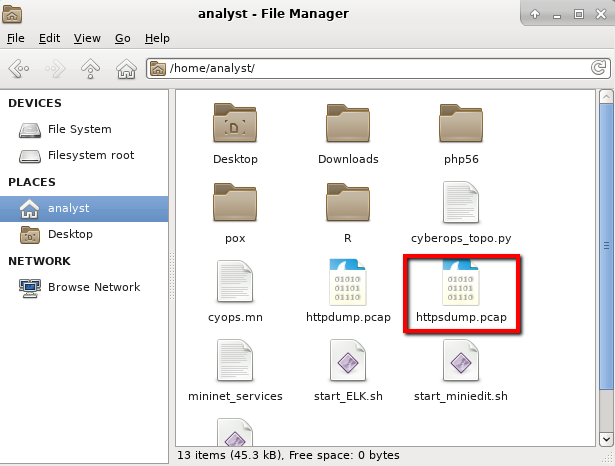 analyst - File Manager
File Edit View Go Help
/home/analyst/
DEVICES
File System
Filesystem root
PLACES
analyst
Desktop
NETWORK
Browse Network
Desktop Downloads php56
pox R cyberops_topo.py
cyops.mn httpdump.pcap httpsdump.pcap
mininet_services start_ELK.sh start_miniedit.sh
13 items (45.3 kB), Free space: 0 bytes